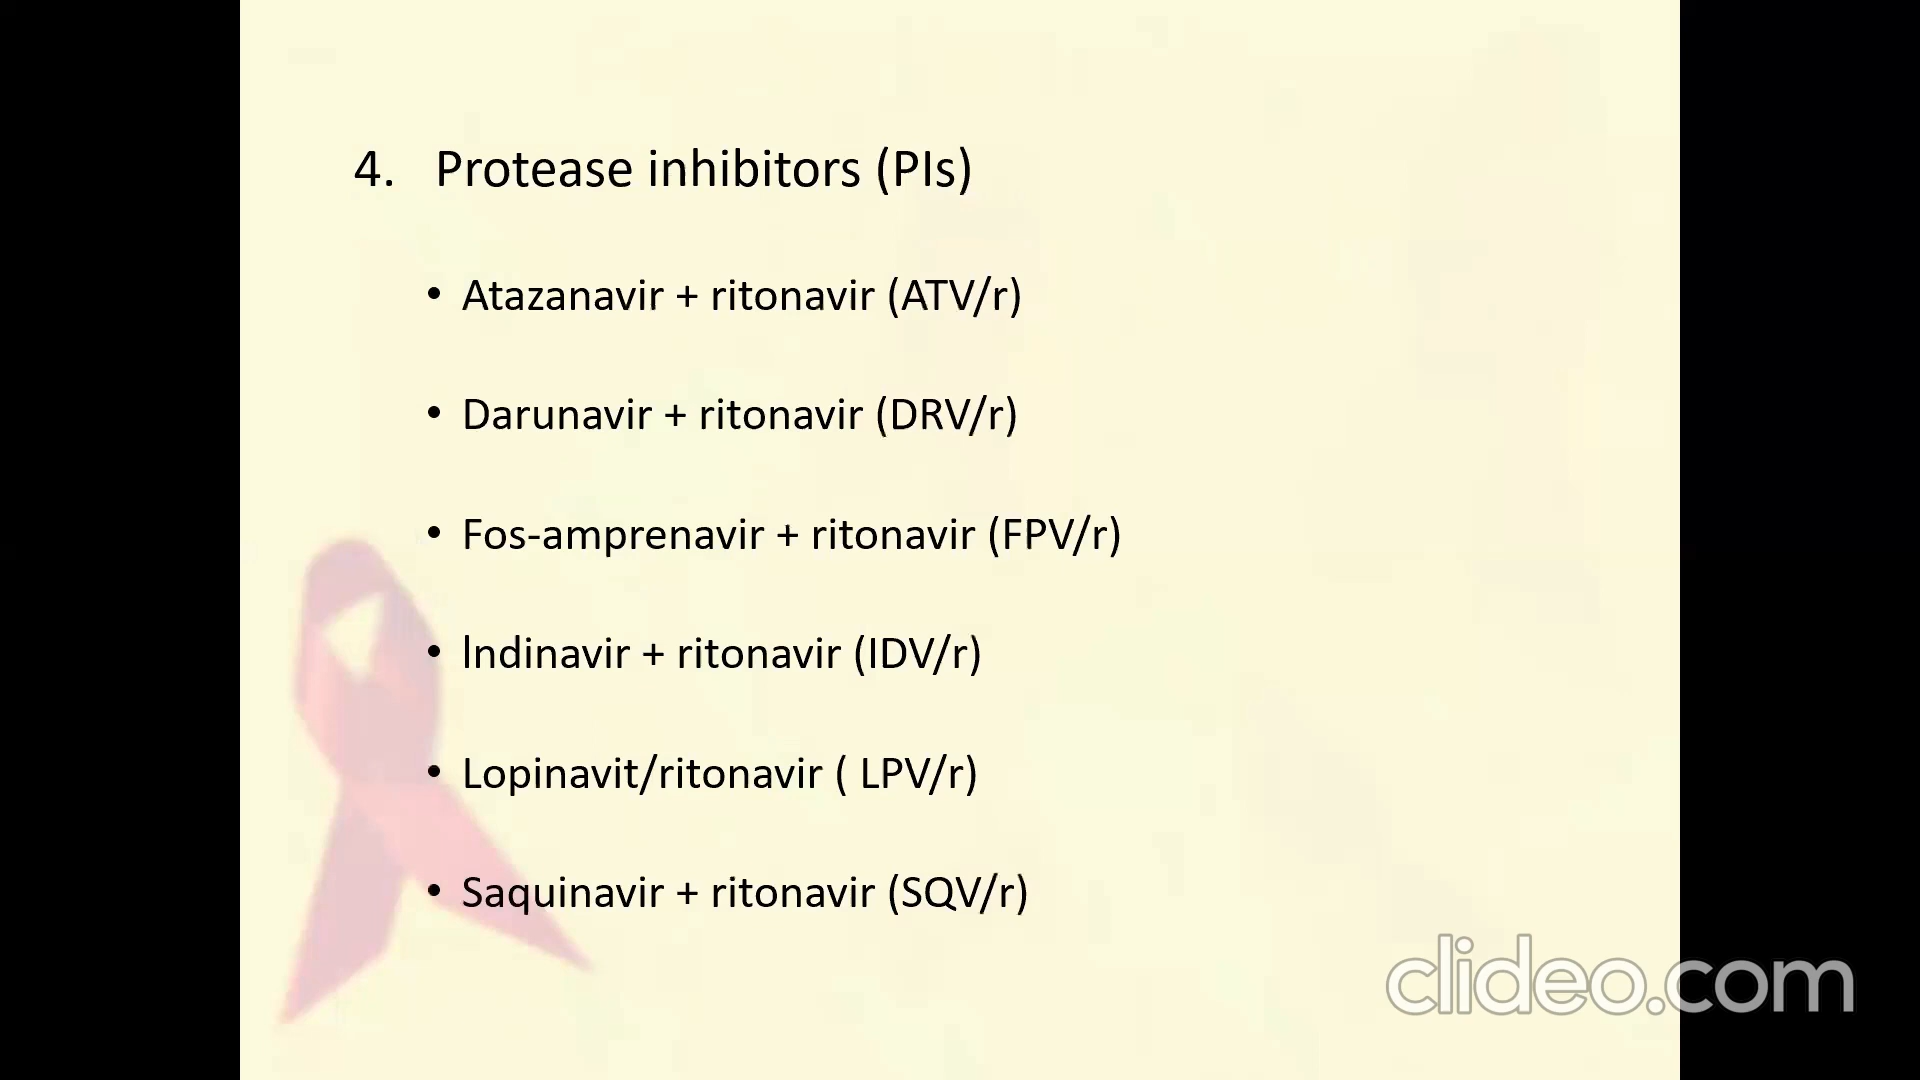 4. Protease inhibitors (PIs)
• Atazanavir + ritonavir (ATV/r)
• Darunavir + ritonavir (DRV/r)
• Fos-amprenavir + ritonavir (FPV/r)
• Indinavir + ritonavir (IDV/r)
• Lopinavit/ritonavir ( LPV/r)
• Saquinavir + ritonavir (SQV/r)
clideo.com